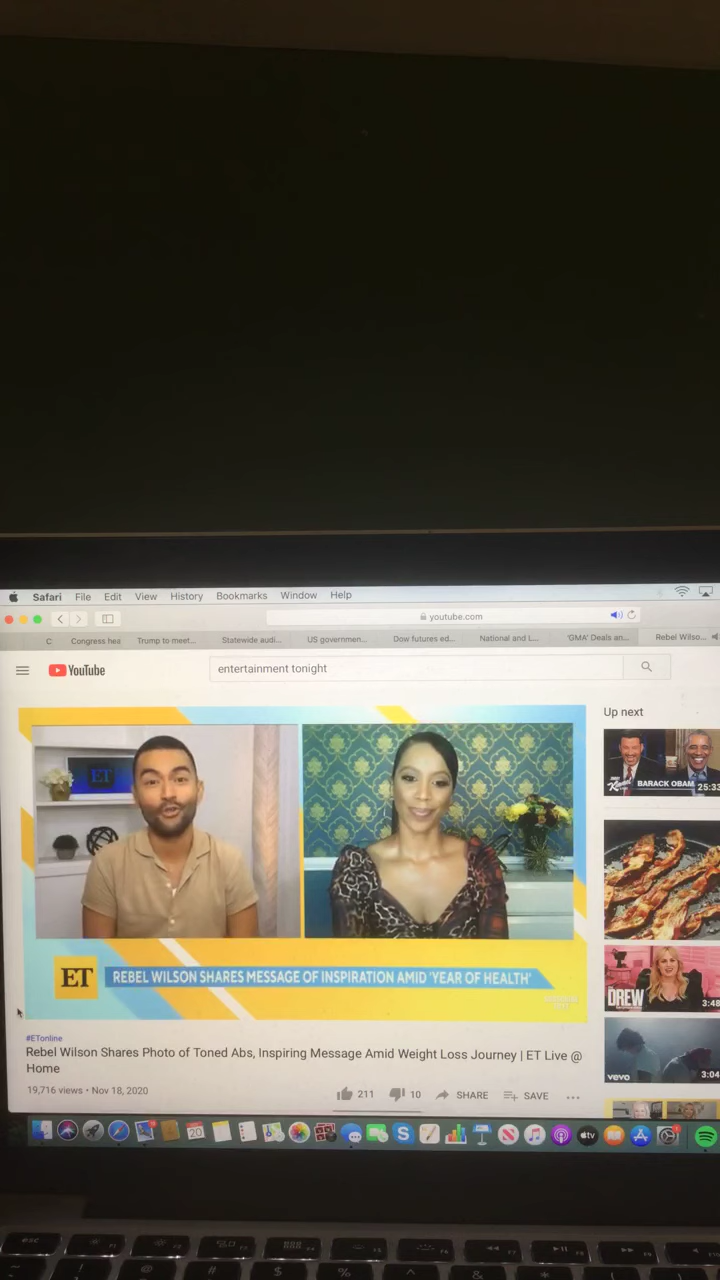 Safari File Edit View History Bookmarks Window Help
youtube.com
C Congress hea Trump to meet... Statewide audi... US governmen... Dow futures ed... National and L... 'GMA' Deals an... Rebel Wilso...
YouTube
entertainment tonight
Up next
ET
BARACK OBAM
25:33
ET
REBEL WILSON SHARES MESSAGE OF INSPIRATION AMID 'YEAR OF HEALTH'
DREW
3:48
#ETonline
Rebel Wilson Shares Photo of Toned Abs, Inspiring Message Amid Weight Loss Journey | ET Live @
Home
vevo
3:04
19,716 views • Nov 18, 2020
211
10
SHARE
SAVE
...
20
tv
esc
! @ # $ % ^ &